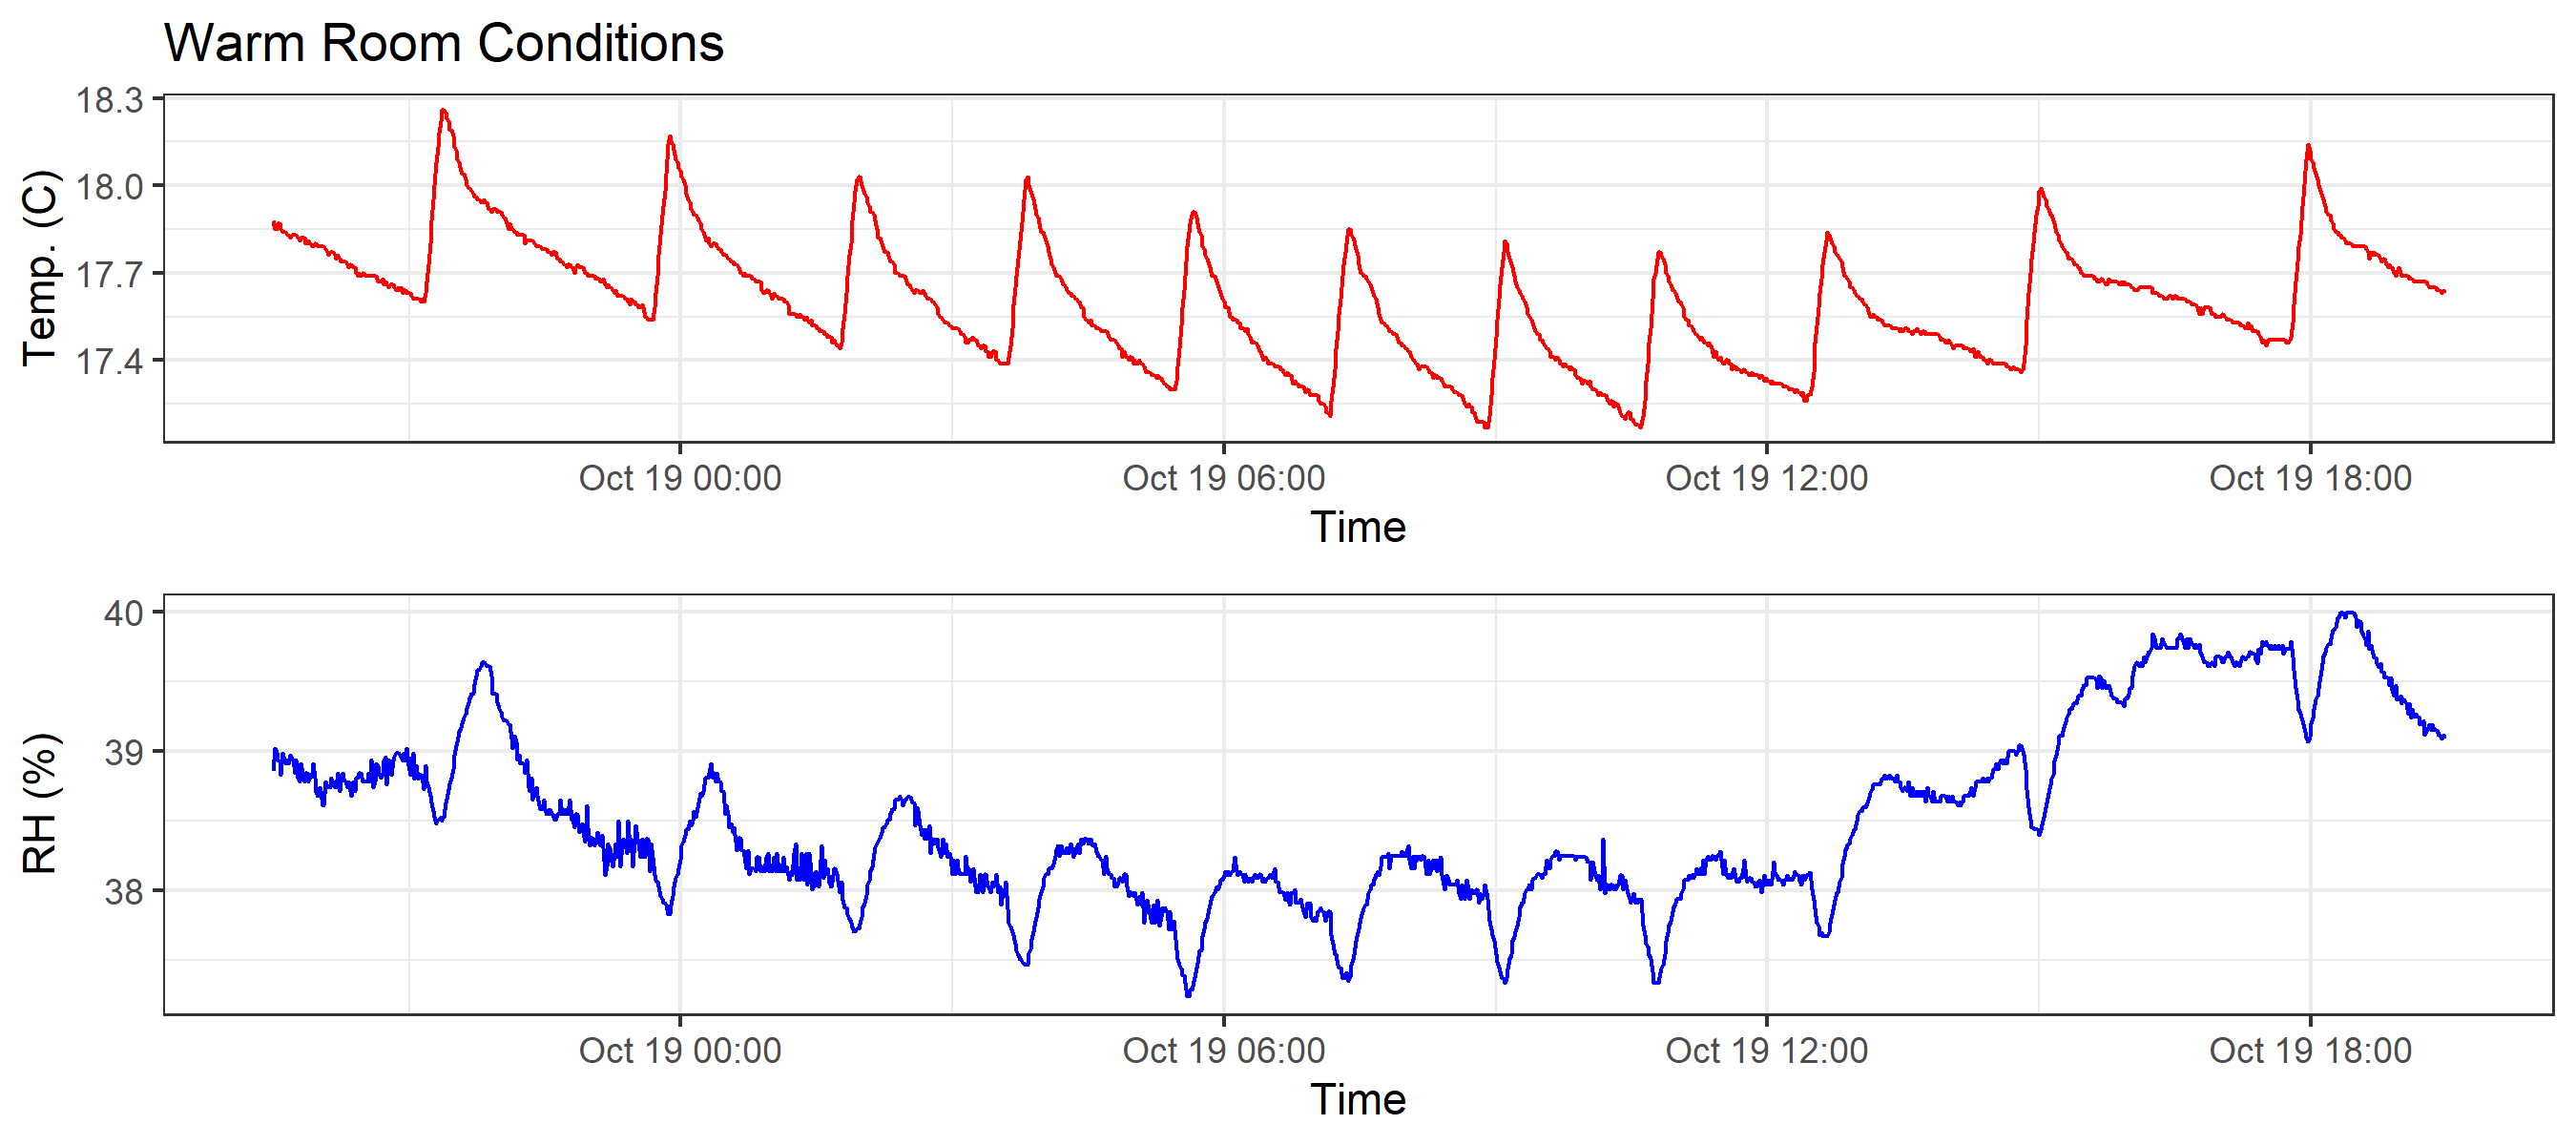 Warm Room Conditions
18.3
18.0
17.7
17.4
Temp. (C)
Oct 19 00:00 Oct 19 06:00 Oct 19 12:00 Oct 19 18:00
Time
40
39
38
RH (%)
Oct 19 00:00 Oct 19 06:00 Oct 19 12:00 Oct 19 18:00
Time